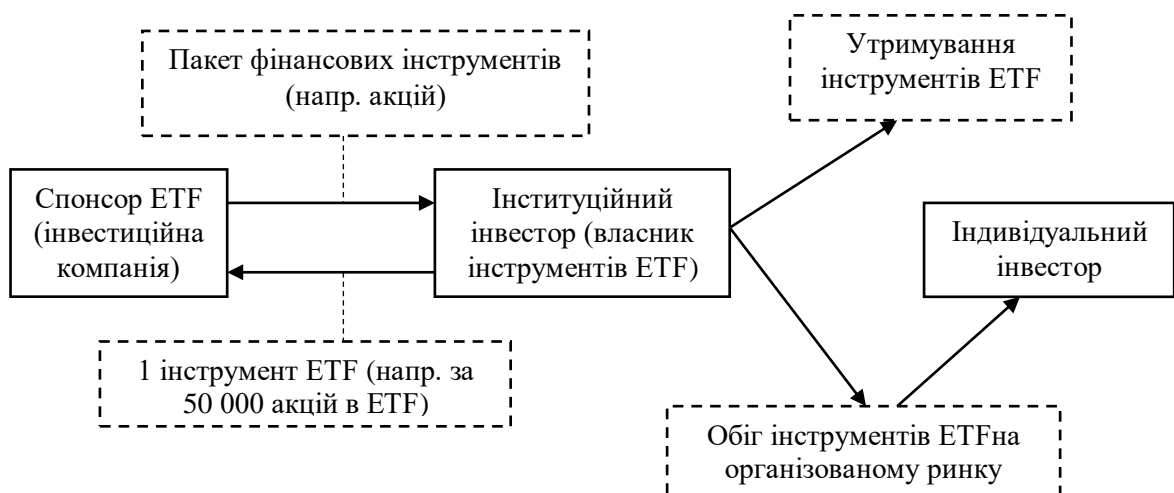 Пакет фінансових інструментів
(напр. акцій)
Утримування
інструментів ETF
Спонсор ETF
(інвестиційна
компанія)
Інституційний
інвестор (власник
інструментів ETF)
Індивідуальний
інвестор
1 інструмент ETF (напр. за
50 000 акцій в ETF)
Обіг інструментів ETFна
організованому ринку